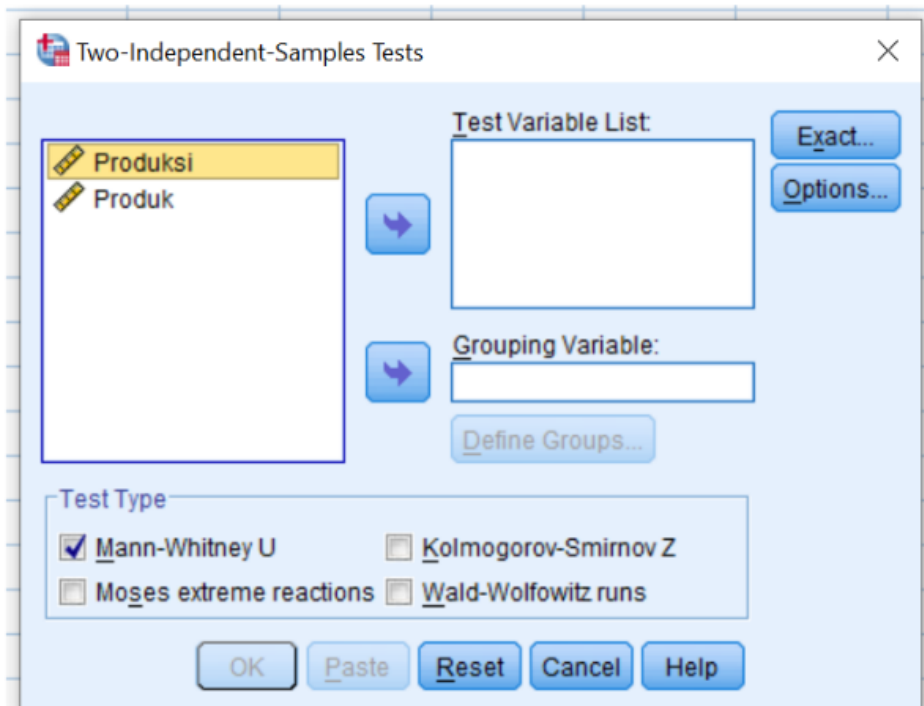 Two-Independent-Samples Tests
Produksi
Produk
Test Variable List:
Exact...
Options...
Grouping Variable:
Define Groups...
Test Type
Mann-Whitney U
Kolmogorov-Smirnov Z
Moses extreme reactions
Wald-Wolfowitz runs
OK
Paste
Reset
Cancel
Help